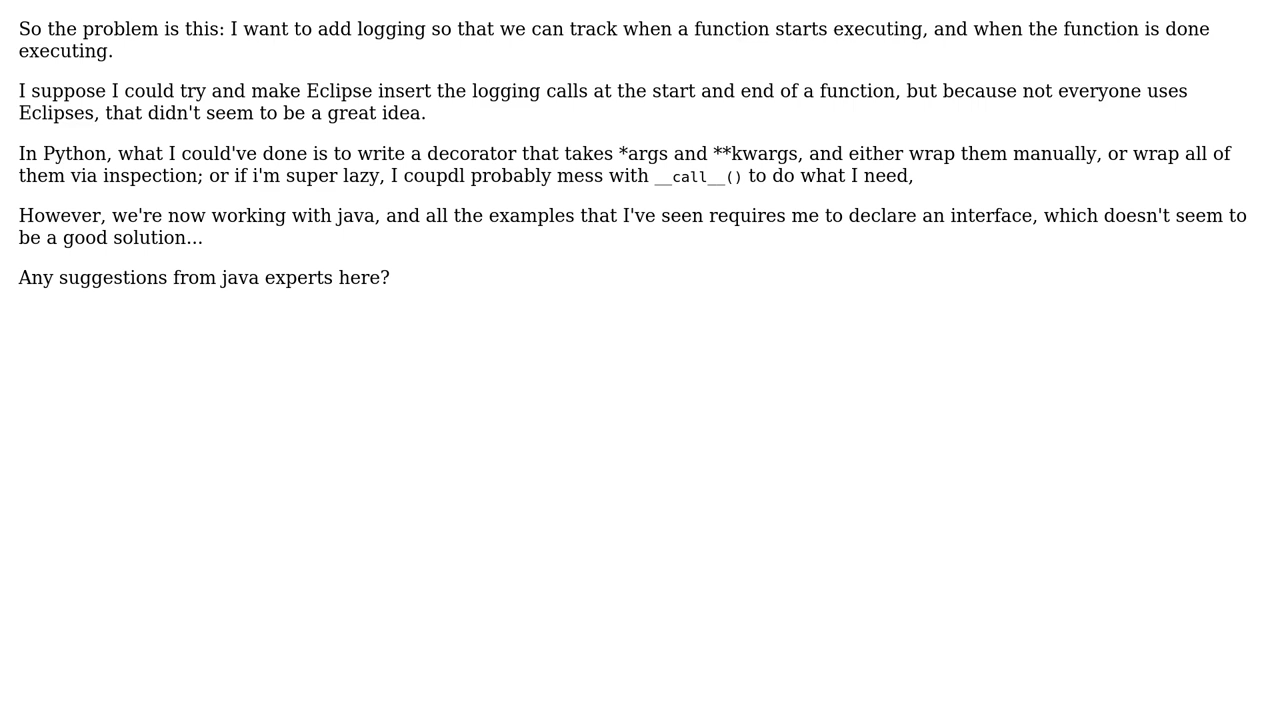 So the problem is this: I want to add logging so that we can track when a function starts executing, and when the function is done
executing.
I suppose I could try and make Eclipse insert the logging calls at the start and end of a function, but because not everyone uses
Eclipses, that didn't seem to be a great idea.
In Python, what I could've done is to write a decorator that takes *args and **kwargs, and either wrap them manually, or wrap all of
them via inspection; or if i'm super lazy, I coupdl probably mess with __call__() to do what I need,
However, we're now working with java, and all the examples that I've seen requires me to declare an interface, which doesn't seem to
be a good solution...
Any suggestions from java experts here?